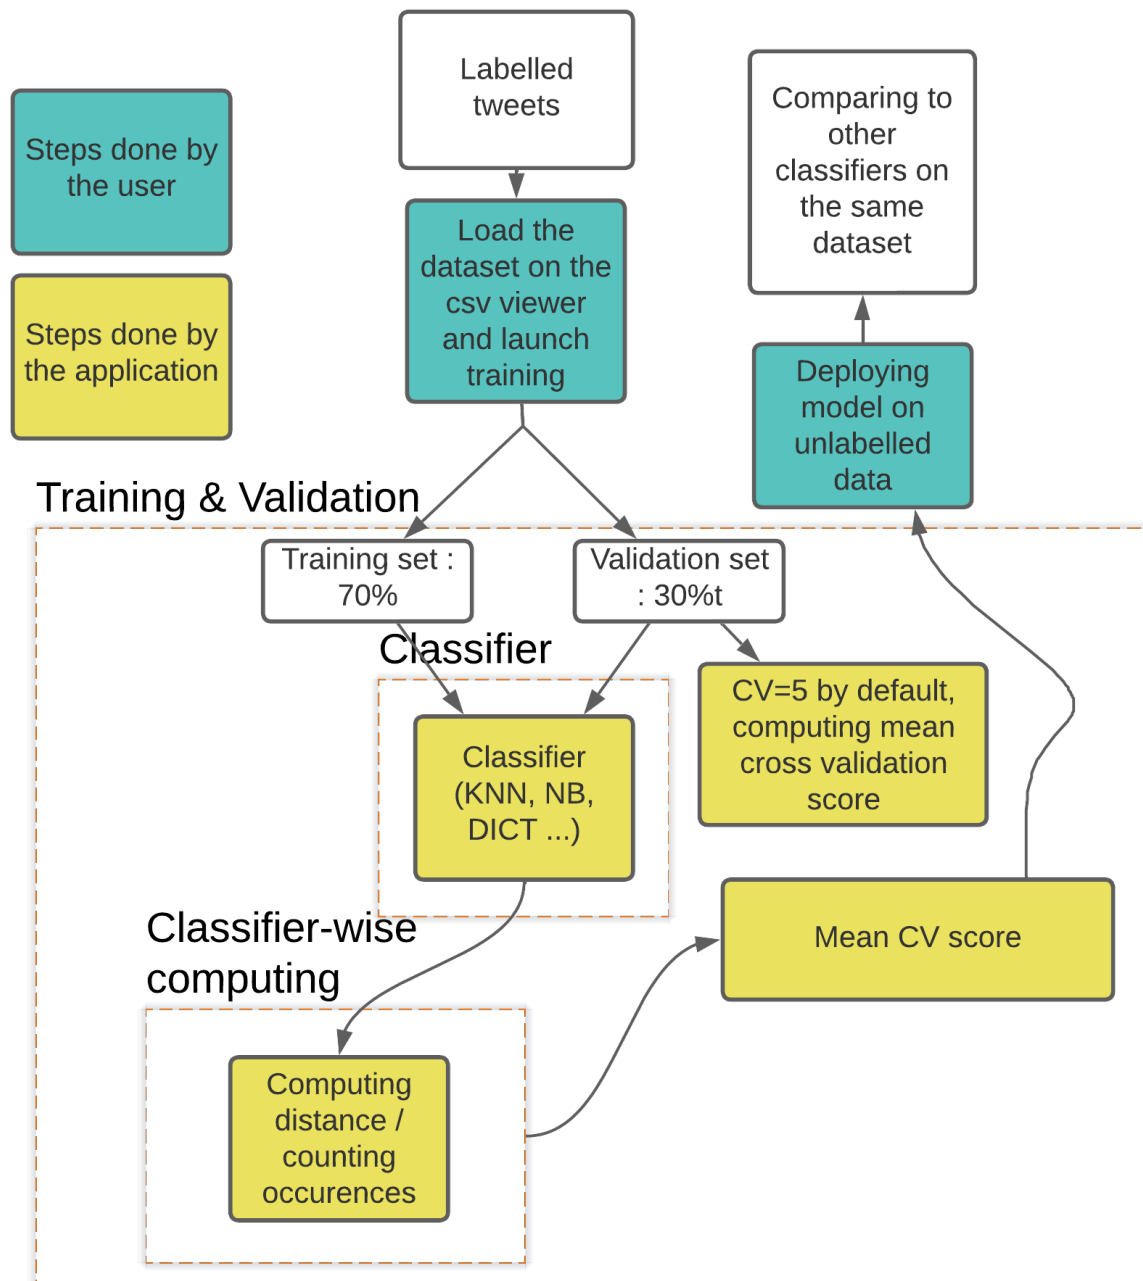 Labelled
tweets
Comparing to
other
classifiers on
the same
dataset
Steps done by
the user
Load the
dataset on the
csv viewer
and launch
training
Steps done by
the application
Deploying
model on
unlabelled
data
Training & Validation
Training set :
70%
Validation set
: 30%t
Classifier
CV=5 by default,
computing mean
cross validation
score
Classifier
(KNN, NB,
DICT ...)
Classifier-wise
computing
Mean CV score
Computing
distance /
counting
occurences